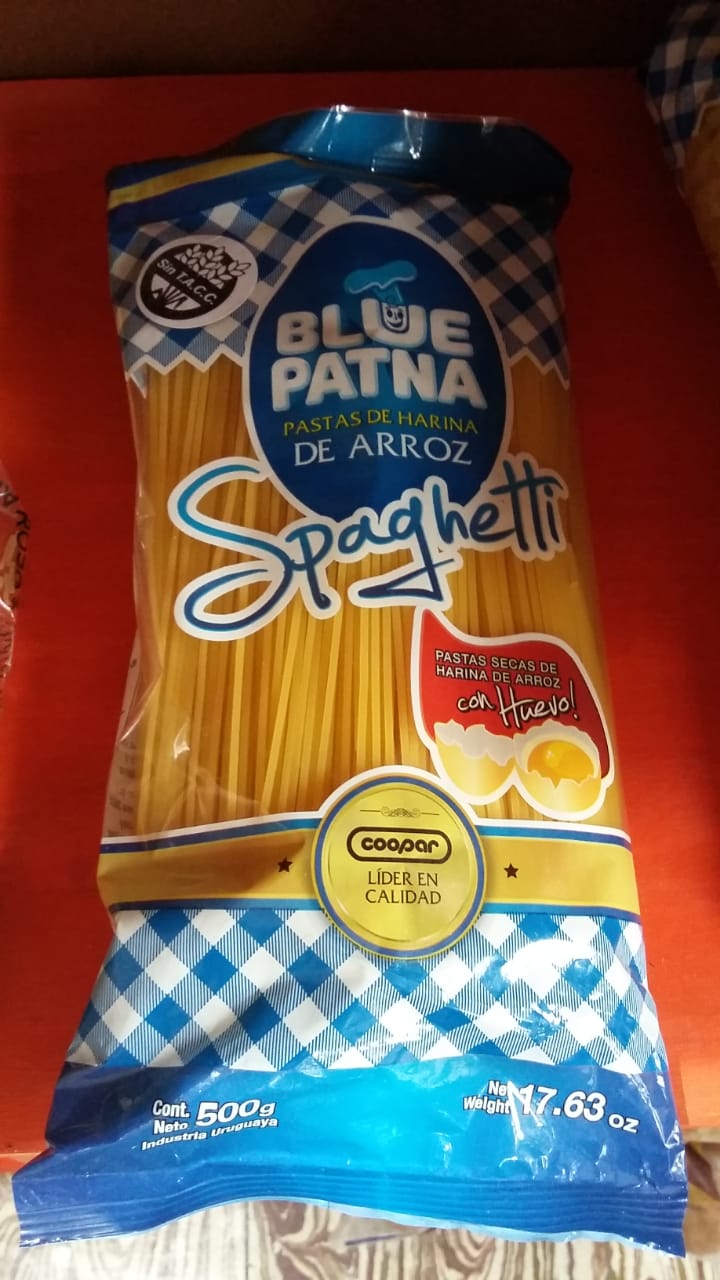 Sin T.A.C.C.
BLUE
PATNA
PASTAS DE HARINA
DE ARROZ
Spaghetti
PASTAS SECAS DE
HARINA DE ARROZ
con Huevo!
coopar
LÍDER EN
CALIDAD
Cont.
Neto 500g
Industria Uruguaya
Net
Weight 17.63 oz